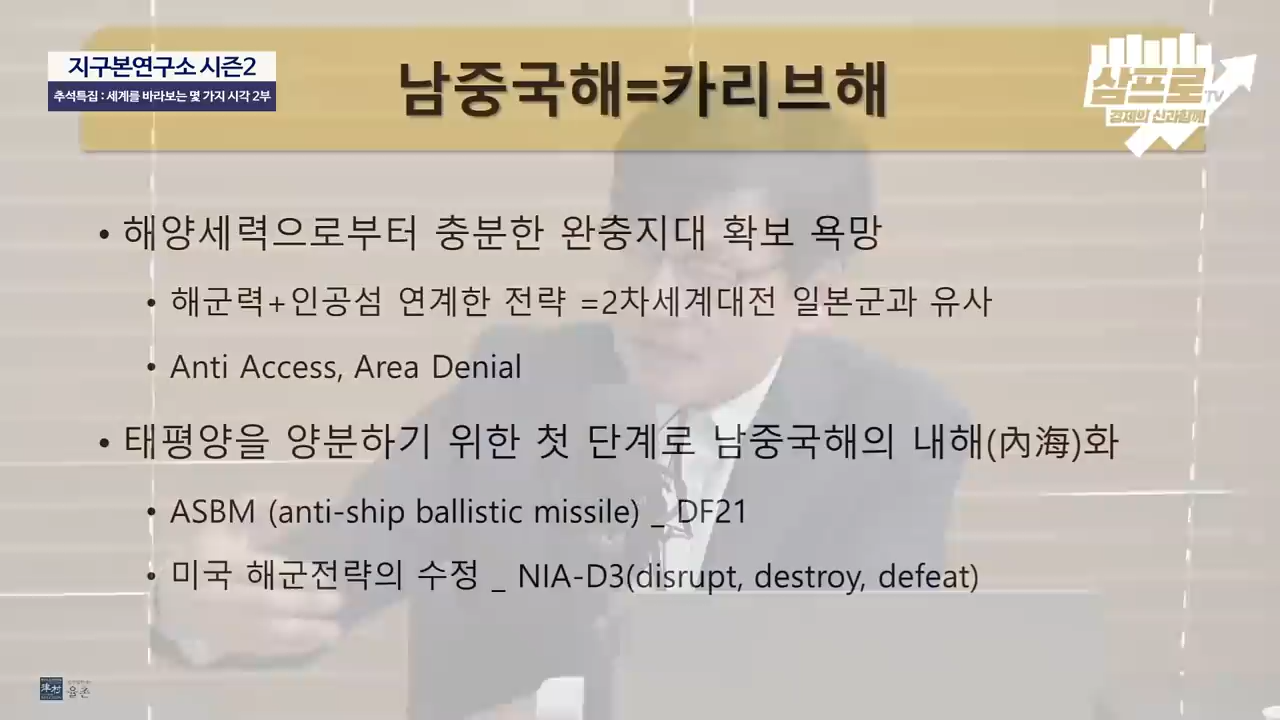 지구본연구소 시즌2
추석특집 : 세계를 바라보는 몇 가지 시각 2부
남중국해=카리브해
삼프로TV
경제의 신과함께
• 해양세력으로부터 충분한 완충지대 확보 욕망
• 해군력+인공섬 연계한 전략 =2차세계대전 일본군과 유사
• Anti Access, Area Denial
• 태평양을 양분하기 위한 첫 단계로 남중국해의 내해(內海)화
• ASBM (anti-ship ballistic missile) _ DF21
• 미국 해군전략의 수정 _ NIA-D3(disrupt, destroy, defeat)
율촌